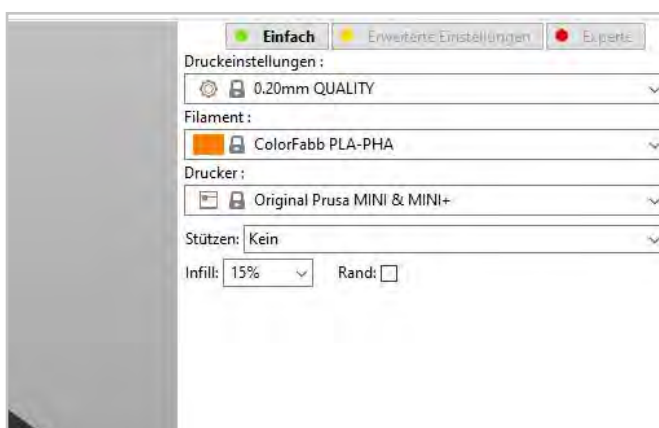 Einfach Erweiterte Einstellungen Experte
Druckeinstellungen :
0.20mm QUALITY
Filament :
ColorFabb PLA-PHA
Drucker :
Original Prusa MINI & MINI+
Stützen: Kein
Infill: 15% Rand: